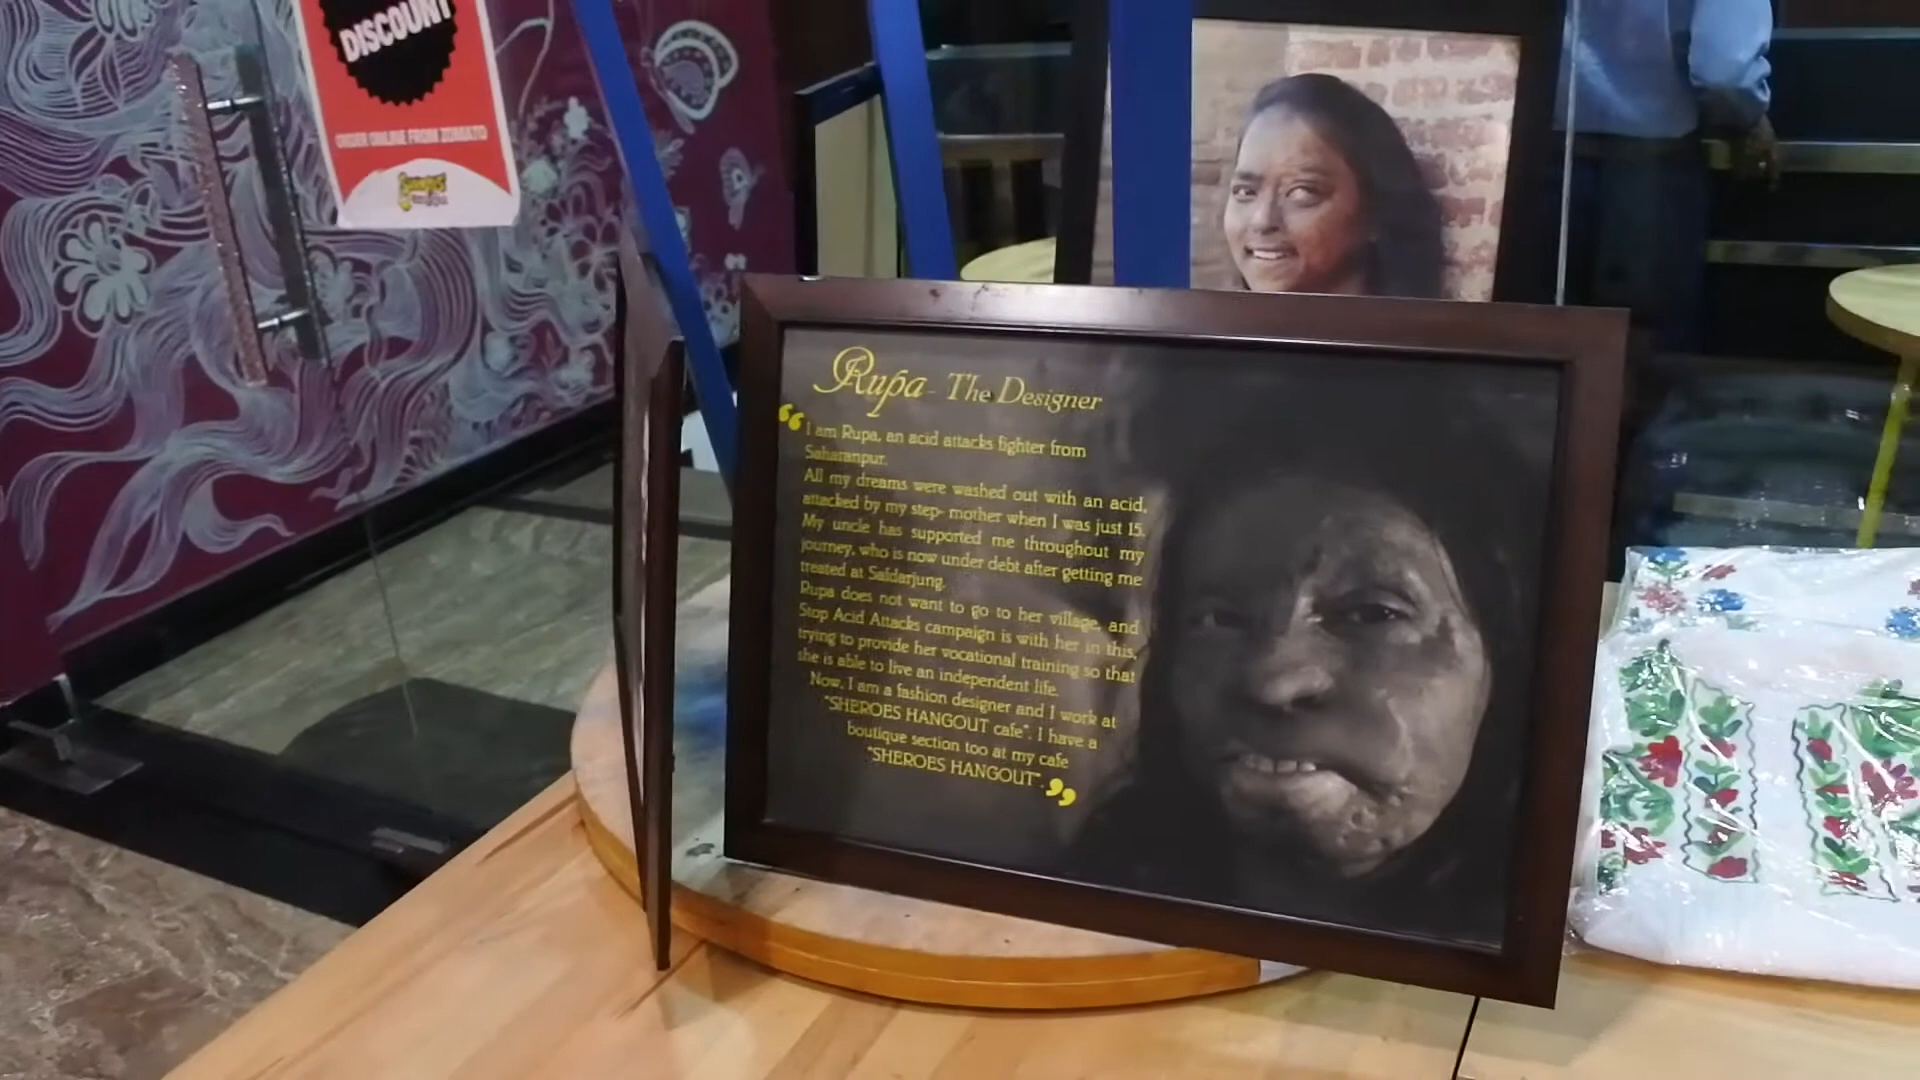 DISCOUNT
ORDER ONLINE FROM ZOMATO
Rupa - The Designer
“ I am Rupa, an acid attacks fighter from
Saharanpur.
All my dreams were washed out with an acid,
attacked by my step- mother when I was just 15.
My uncle has supported me throughout my
journey, who is now under debt after getting me
treated at Safdarjung.
Rupa does not want to go to her village, and
Stop Acid Attacks campaign is with her in this,
trying to provide her vocational training so that
she is able to live an independent life.
Now, I am a fashion designer and I work at
"SHEROES HANGOUT cafe". I have a
boutique section too at my cafe
"SHEROES HANGOUT". ”